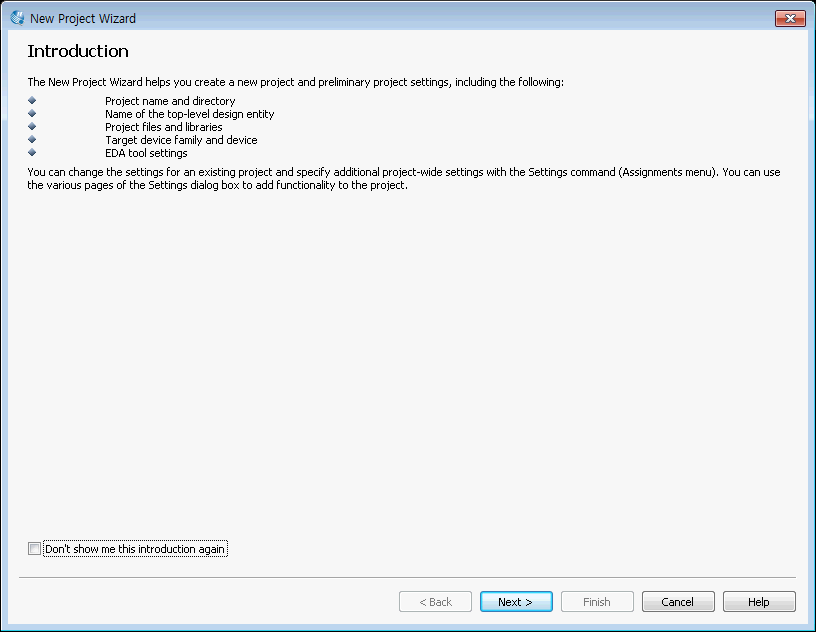 New Project Wizard
Introduction
The New Project Wizard helps you create a new project and preliminary project settings, including the following:
Project name and directory
Name of the top-level design entity
Project files and libraries
Target device family and device
EDA tool settings
You can change the settings for an existing project and specify additional project-wide settings with the Settings command (Assignments menu). You can use
the various pages of the Settings dialog box to add functionality to the project.
Don't show me this introduction again
< Back
Next >
Finish
Cancel
Help